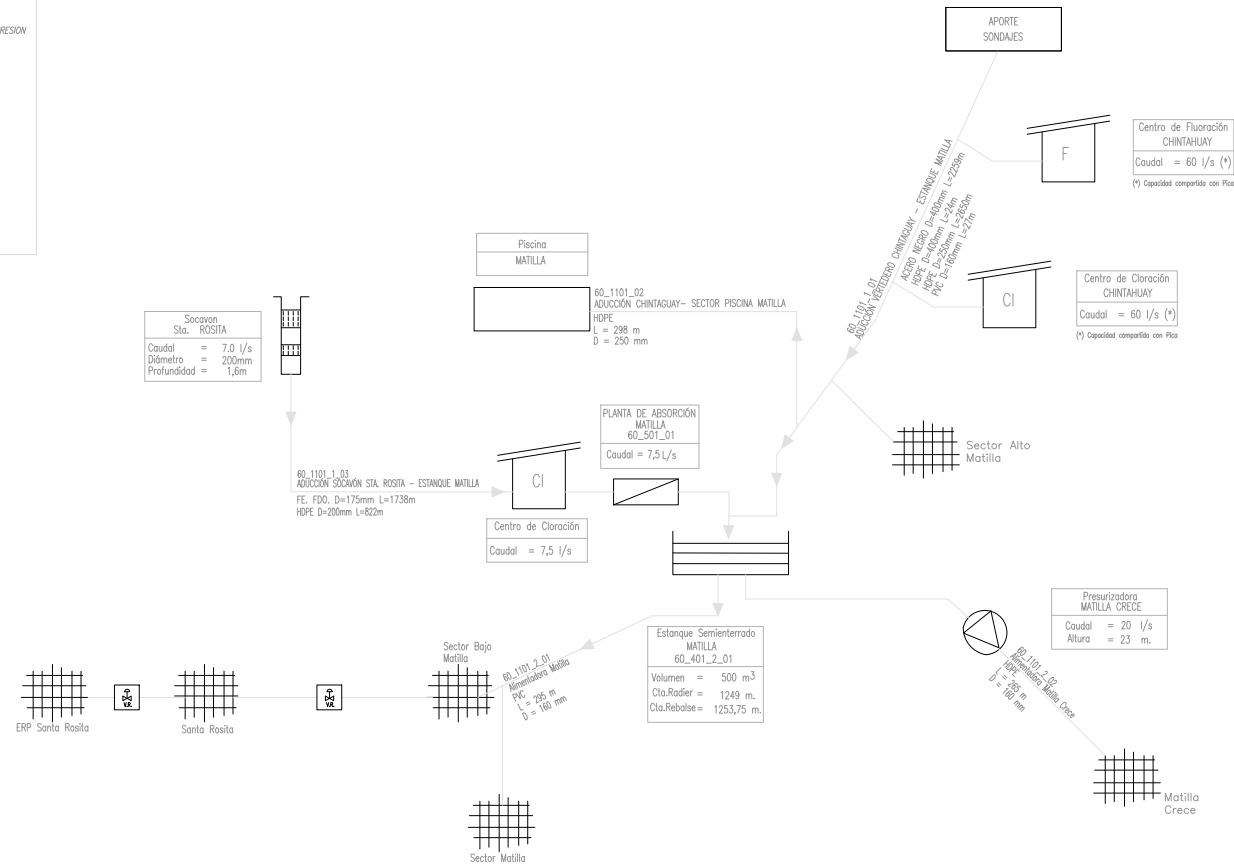 RESION
APORTE
SONDAJES
Centro de Fluoración
CHINTAHUAY
Caudal = 60 l/s (*)
(*) Capacidad compartida con Pica
F
60_1101_1_01
ADUCCIÓN VERTEDERO CHINTAGUAY - ESTANQUE MATILLA
ACERO NEGRO D=400mm L=2259m
HDPE D=400mm L=24m
HDPE D=250mm L=2650m
PVC D=160mm L=27m
Centro de Cloración
CHINTAHUAY
Caudal = 60 l/s (*)
(*) Capacidad compartida con Pica
Cl
Piscina
MATILLA
60_1101_02
ADUCCIÓN CHINTAGUAY- SECTOR PISCINA MATILLA
HDPE
L = 298 m
D = 250 mm
Socavon
Sta. ROSITA
Caudal = 7.0 l/s
Diámetro = 200mm
Profundidad = 1,6m
PLANTA DE ABSORCIÓN
MATILLA
60_501_01
Caudal = 7,5 L/s
Sector Alto
Matilla
60_1101_1_03
ADUCCIÓN SOCAVÓN STA. ROSITA - ESTANQUE MATILLA
FE. FDO. D=175mm L=1738m
HDPE D=200mm L=822m
Cl
Centro de Cloración
Caudal = 7,5 l/s
Presurizadora
MATILLA CRECE
Caudal = 20 l/s
Altura = 23 m.
Estanque Semienterrado
MATILLA
60_401_2_01
Volumen = 500 m3
Cta.Radier = 1249 m.
Cta.Rebalse = 1253,75 m.
Sector Bajo
Matilla
60_1101_2_01
Alimentadora Matilla
PVC
L = 295 m
D = 160 mm
60_1101_2_02
Alimentadora Matilla Crece
HDPE
L = 265 m
D = 160 mm
V.R.
V.R.
ERP Santa Rosita
Santa Rosita
Matilla
Crece
Sector Matilla